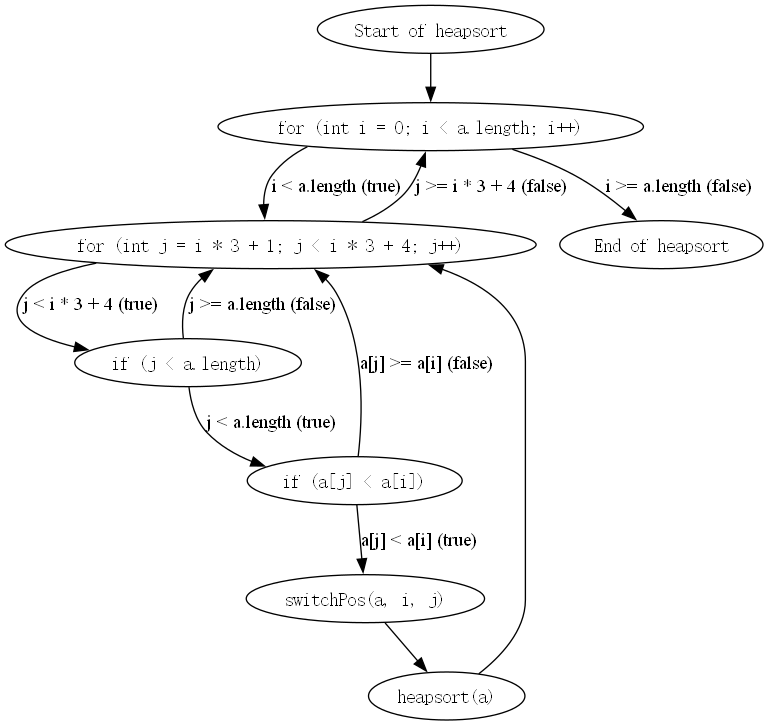 Start of heapsort
for (int i = 0; i < a.length; i++)
i < a.length (true)
j >= i * 3 + 4 (false)
i >= a.length (false)
for (int j = i * 3 + 1; j < i * 3 + 4; j++)
End of heapsort
j < i * 3 + 4 (true)
j >= a.length (false)
if (j < a.length)
a[j] >= a[i] (false)
j < a.length (true)
if (a[j] < a[i])
a[j] < a[i] (true)
switchPos(a, i, j)
heapsort(a)